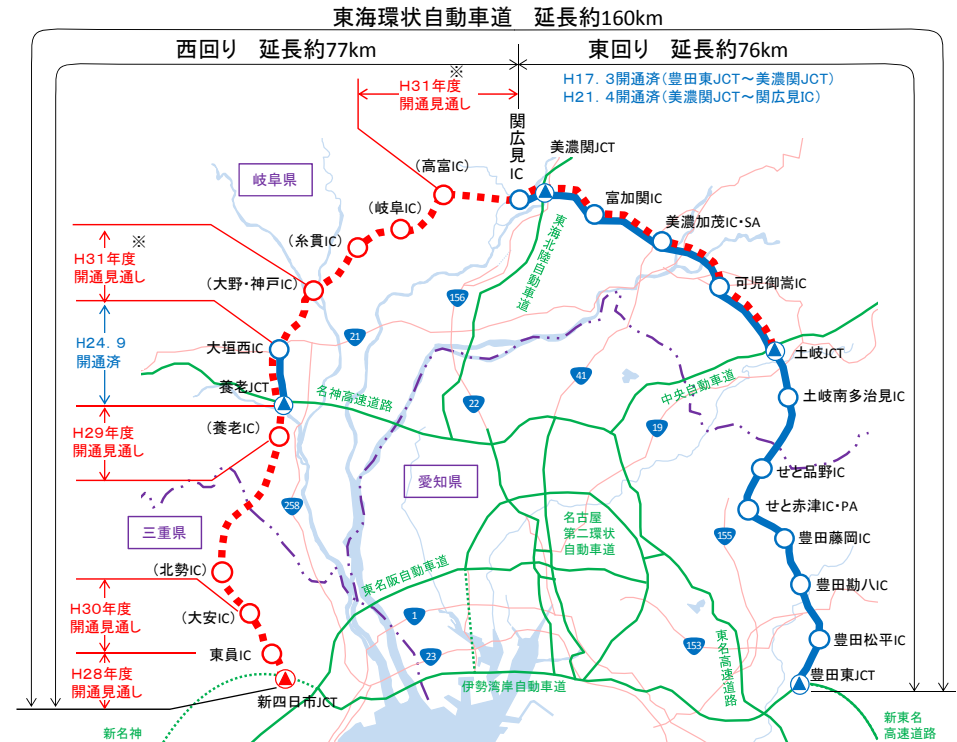 東海環状自動車道　延長約160km
西回り　延長約77km
東回り　延長約76km
※
H31年度
開通見通し
H17.3開通済(豊田東JCT～美濃関JCT)
H21.4開通済(美濃関JCT～関広見IC)
関広見IC
美濃関JCT
(高富IC)
岐阜県
(岐阜IC)
富加関IC
美濃加茂IC・SA
(糸貫IC)
東海北陸自動車道
※
H31年度
開通見通し
(大野・神戸IC)
可児御嵩IC
156
21
H24.9
開通済
大垣西IC
土岐JCT
41
養老JCT
名神高速道路
中央自動車道
土岐南多治見IC
22
H29年度
開通見通し
(養老IC)
19
せと品野IC
愛知県
258
せと赤津IC・PA
三重県
名古屋
第二環状
自動車道
155
豊田藤岡IC
(北勢IC)
東名阪自動車道
豊田勘八IC
H30年度
開通見通し
(大安IC)
1
東名高速道路
153
豊田松平IC
東員IC
23
H28年度
開通見通し
豊田東JCT
伊勢湾岸自動車道
新四日市JCT
新名神
新東名
高速道路